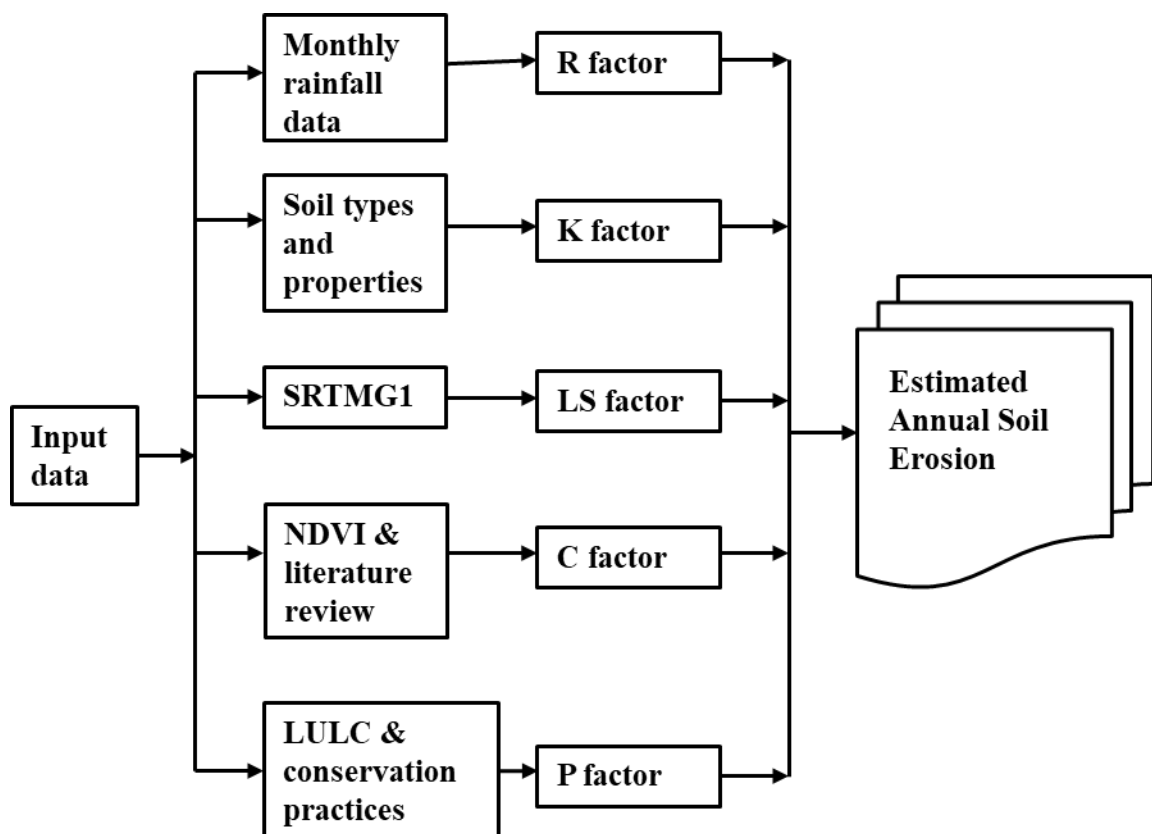 Monthly
rainfall
data
R factor
Soil types
and
properties
K factor
SRTMG1
LS factor
Input
data
Estimated
Annual Soil
Erosion
NDVI &
literature
review
C factor
LULC &
conservation
practices
P factor